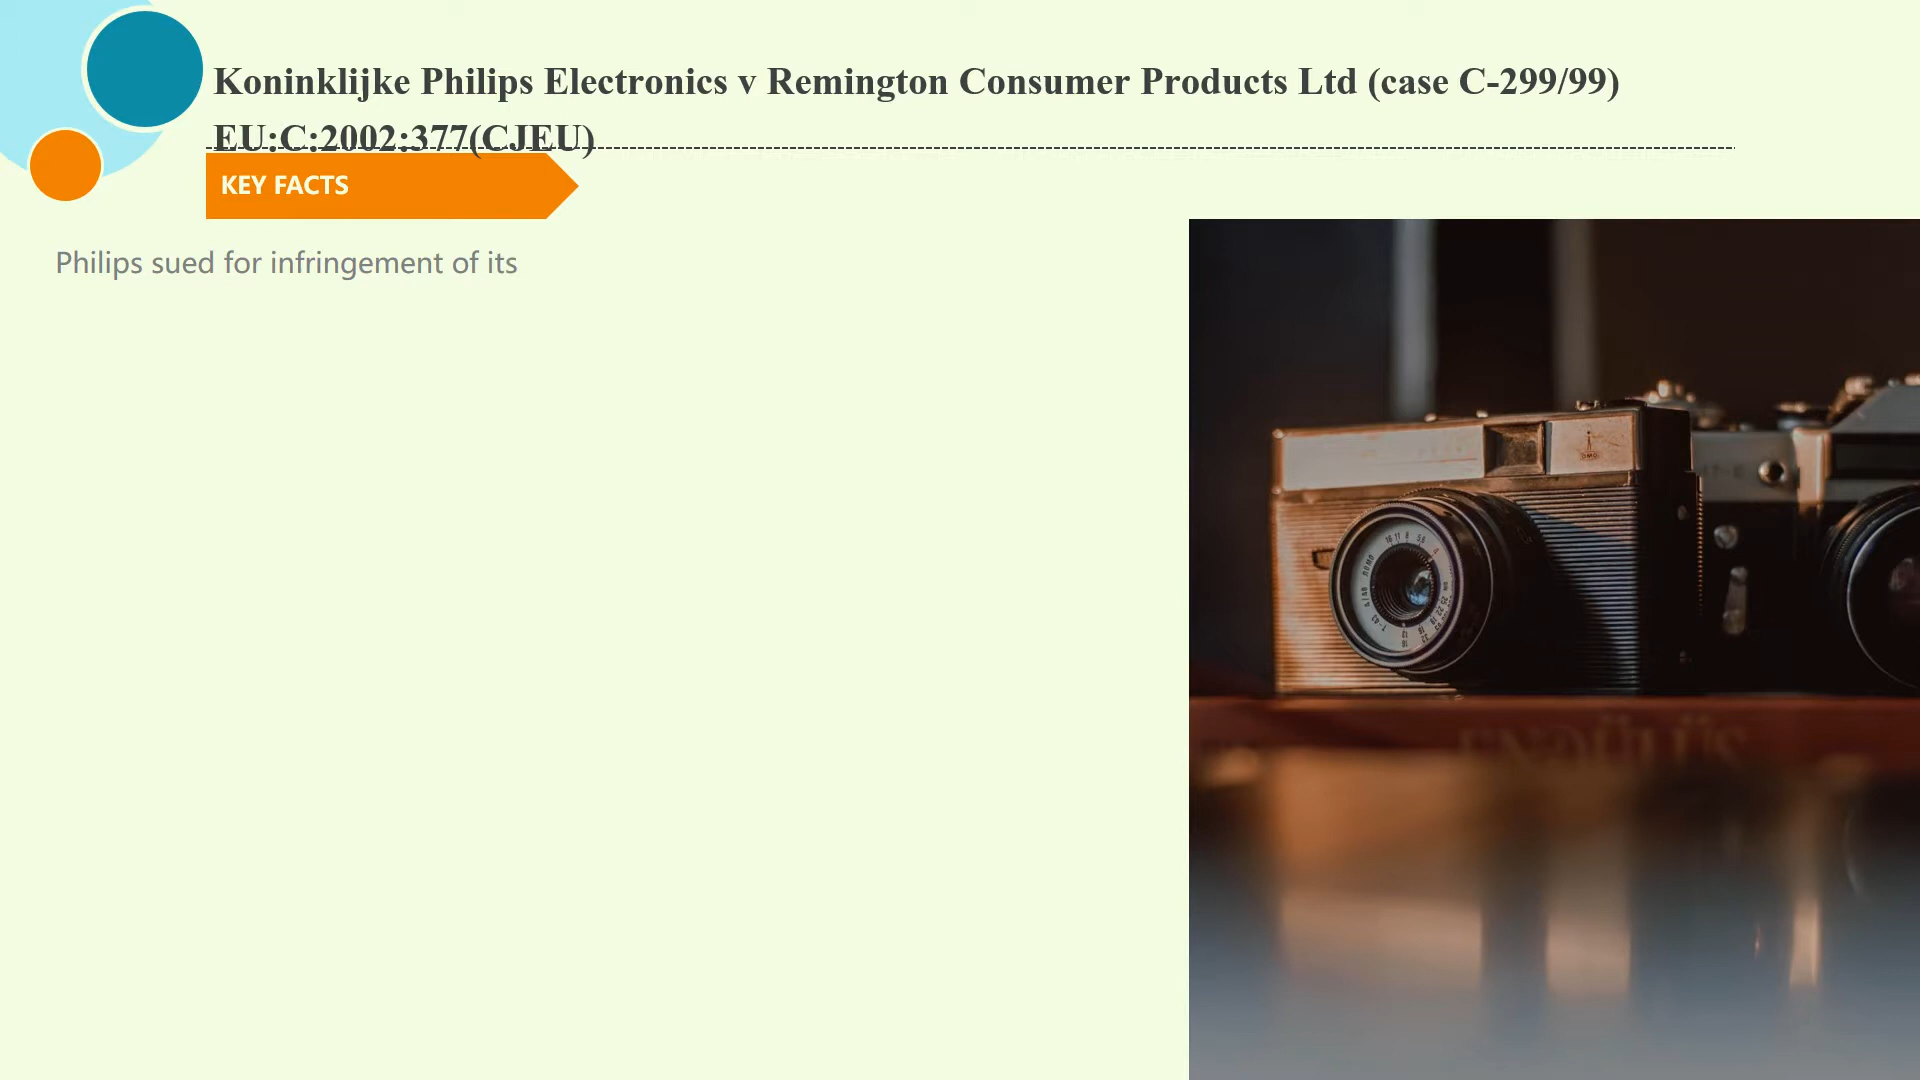 Koninklijke Philips Electronics v Remington Consumer Products Ltd (case C-299/99)
EU:C:2002:377(CJEU)
KEY FACTS
Philips sued for infringement of its